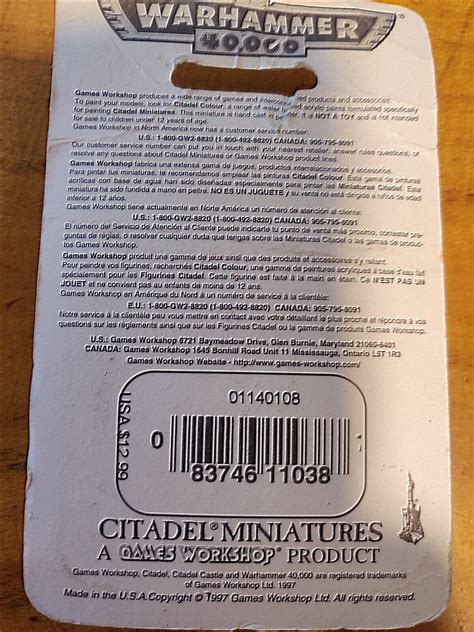 WARHAMMER
40,000
Games Workshop produces a wide range of games and products and accessories.
To paint your models, look for Citadel Colour, a range of water acrylic paints formulated specifically
for painting Citadel Miniatures. This miniature is hand cast in It is NOT A TOY and is not intended
for sale to children under 12 years of age.
Games Workshop in North America now has a customer service number:
U.S.: 1-800-GW2-8820 (1-800-492-8820) CANADA: 905-795-8091
Our customer service number can put you in touch with your nearest retailer, answer rules questions, or
resolve any questions about Citadel Miniatures or Games Workshop product lines.
Games Workshop fabrica una extensa gama de juegos, productos interrelacionados y accesorios.
Para pintar tus miniaturas, te recomendamos emplear las pinturas Citadel Colour. Esta gama de pinturas
acrílicas con base de agua han sido diseñadas especialmente para pintar las Miniaturas Citadel. Esta
miniatura ha sido fundida a mano en peltre. NO ES UN JUGUETE y su venta no está dirigida a niños de edad
inferior a 12 años.
Games Workshop tiene actualmente en Norte América un número de atención al cliente:
U.S.: 1-800-GW2-8820 (1-800-492-8820) CANADA: 905-795-8091
El número del Servicio de Atención al Cliente puede indicarte tu punto de venta más proximo, contestar pre-
guntas de reglas, o resolver cualquier duda que tengas sobre las Miniaturas Citadel o las gamas de produc-
tos Games Workshop.
Games Workshop produit une gamme de jeux ainsi que des produits et accessoires s'y reliant.
Pour peindre vos figurines, recherchés Citadel Colour, une gamme de peintures acryliques à base d'eau fait
spécialement pour les Figurines Citadel. Cette figurine est faite à la main en étain. Ce N'EST PAS UN
JOUET et ne convient pas aux enfants de moins de 12 ans.
Games Workshop en Amérique du Nord a un numéro de service à la clientèle:
E.U.: 1-800-GW2-8820 (1-800-492-8820) CANADA: 905-795-8091
Notre service à la clientèle peu vous mettre en contact avec votre détaillant le plus proche et répondre à vos
questions sur les règlements ainsi que sur les Figurines Citadel ou la gamme de produits Games Workshop.
U.S.: Games Workshop 6721 Baymeadow Drive, Glen Burnie, Maryland 21060-6401
CANADA: Games Workshop 1645 Bonhill Road Unit 11 Mississauga, Ontario L5T 1R3
Games Workshop Website - http://www.games-workshop.com/
USA $12.99
01140108
0 83746 11038
CITADEL® MINIATURES
A GAMES WORKSHOP PRODUCT
Games Workshop, Citadel, Citadel Castle and Warhammer 40,000 are registered trademarks
of Games Workshop Ltd. 1997
Made in the U.S.A. Copyright © 1997 Games Workshop Ltd. All rights reserved.